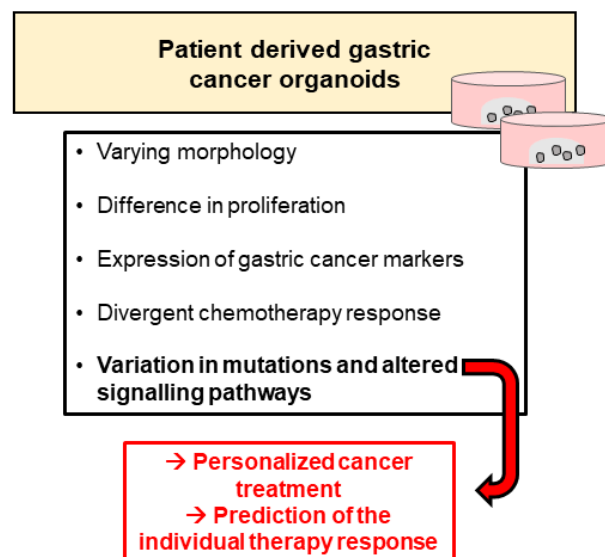 Patient derived gastric
cancer organoids
• Varying morphology
• Difference in proliferation
• Expression of gastric cancer markers
• Divergent chemotherapy response
• Variation in mutations and altered
signalling pathways
→ Personalized cancer
treatment
→ Prediction of the
individual therapy response